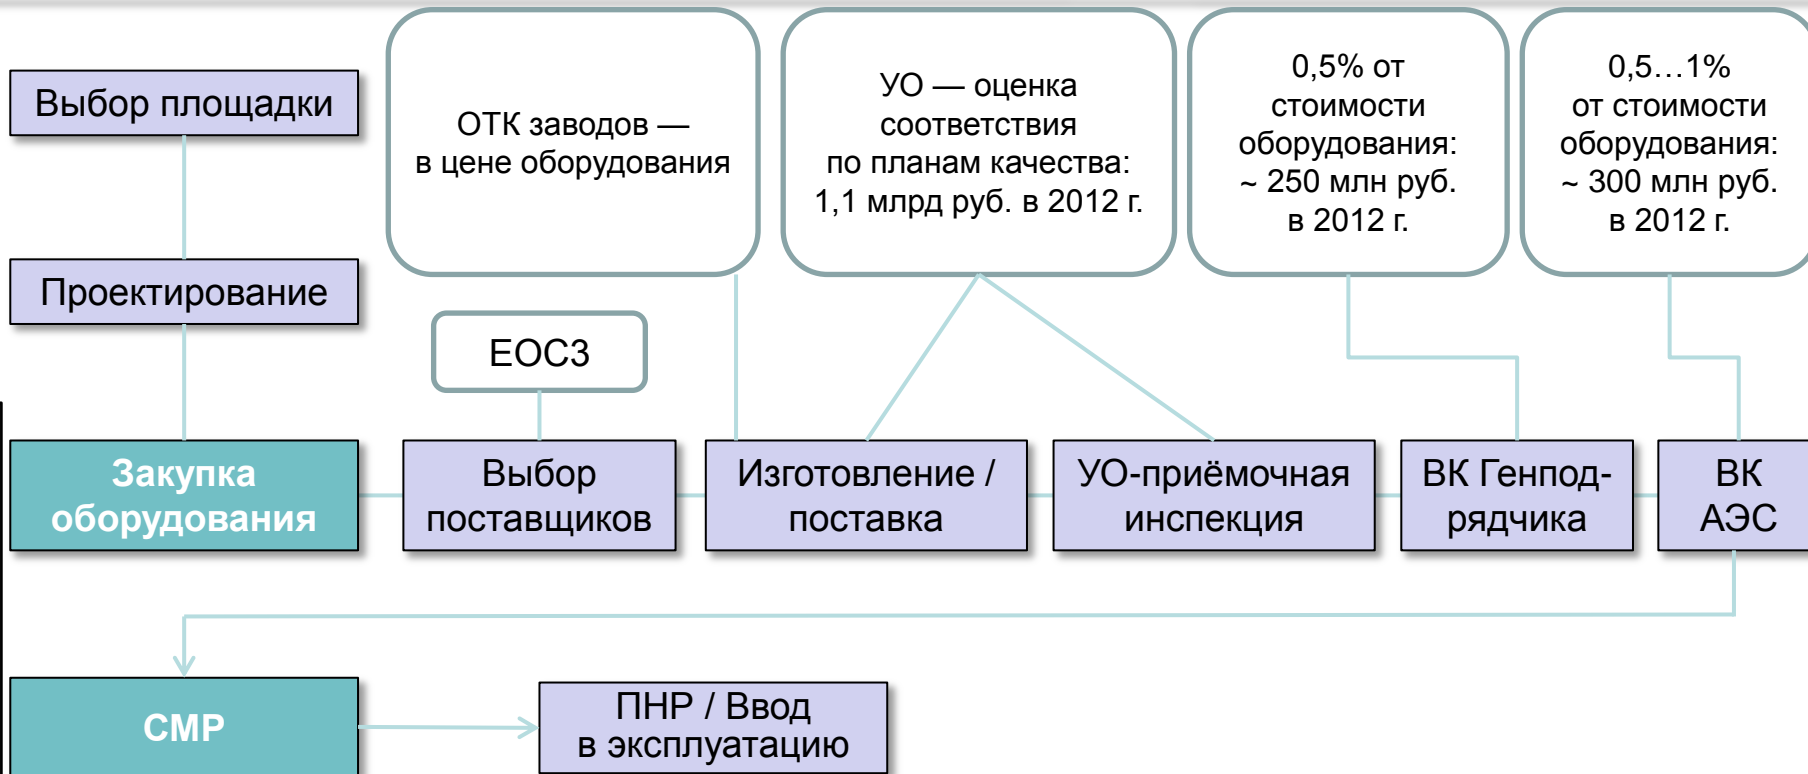 Выбор площадки
ОТК заводов —
в цене оборудования
УО — оценка
соответствия
по планам качества:
1,1 млрд руб. в 2012 г.
0,5% от
стоимости
оборудования:
~ 250 млн руб.
в 2012 г.
0,5...1%
от стоимости
оборудования:
~ 300 млн руб.
в 2012 г.
Проектирование
ЕОСЗ
Закупка
оборудования
Выбор
поставщиков
Изготовление /
поставка
УО-приёмочная
инспекция
ВК Генпод-
рядчика
ВК
АЭС
СМР
ПНР / Ввод
в эксплуатацию